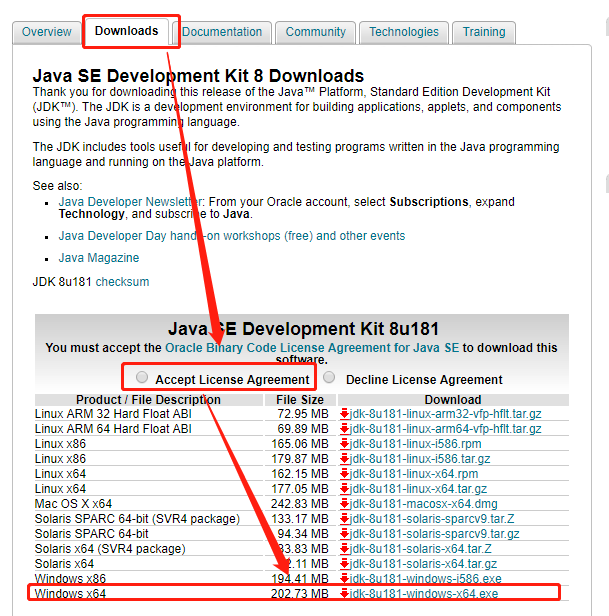 Overview Downloads Documentation Community Technologies Training
Java SE Development Kit 8 Downloads
Thank you for downloading this release of the Java™ Platform, Standard Edition Development Kit
(JDK™). The JDK is a development environment for building applications, applets, and components
using the Java programming language.
The JDK includes tools useful for developing and testing programs written in the Java programming
language and running on the Java platform.
See also:
Java Developer Newsletter: From your Oracle account, select Subscriptions, expand
Technology, and subscribe to Java.
Java Developer Day hands-on workshops (free) and other events
Java Magazine
JDK 8u181 checksum
Java SE Development Kit 8u181
You must accept the Oracle Binary Code License Agreement for Java SE to download this
software.
Accept License Agreement Decline License Agreement
Product / File Description File Size Download
Linux ARM 32 Hard Float ABI 72.95 MB jdk-8u181-linux-arm32-vfp-hflt.tar.gz
Linux ARM 64 Hard Float ABI 69.89 MB jdk-8u181-linux-arm64-vfp-hflt.tar.gz
Linux x86 165.06 MB jdk-8u181-linux-i586.rpm
Linux x86 179.87 MB jdk-8u181-linux-i586.tar.gz
Linux x64 162.15 MB jdk-8u181-linux-x64.rpm
Linux x64 177.05 MB jdk-8u181-linux-x64.tar.gz
Mac OS X x64 242.83 MB jdk-8u181-macosx-x64.dmg
Solaris SPARC 64-bit (SVR4 package) 133.17 MB jdk-8u181-solaris-sparcv9.tar.Z
Solaris SPARC 64-bit 94.34 MB jdk-8u181-solaris-sparcv9.tar.gz
Solaris x64 (SVR4 package) MB jdk-8u181-solaris-x64.tar.Z
Solaris x64 MB jdk-8u181-solaris-x64.tar.gz
Windows x86 194.41 MB jdk-8u181-windows-i586.exe
Windows x64 202.73 MB jdk-8u181-windows-x64.exe